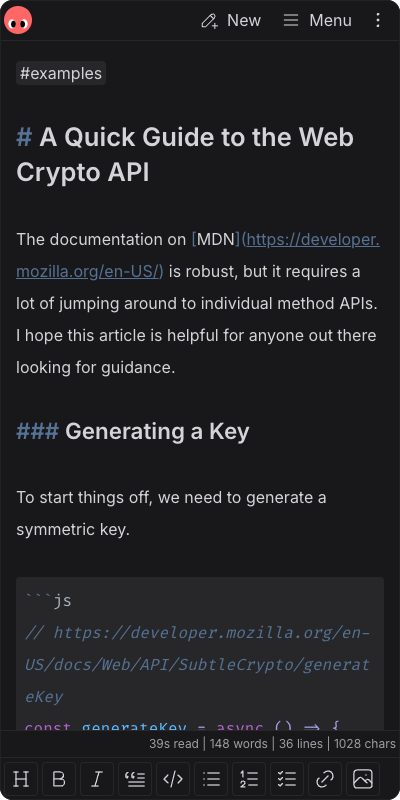 New
Menu
#examples
# A Quick Guide to the Web
Crypto API
The documentation on [MDN](https://developer.
mozilla.org/en-US/) is robust, but it requires a
lot of jumping around to individual method APIs.
I hope this article is helpful for anyone out there
looking for guidance.
### Generating a Key
To start things off, we need to generate a
symmetric key.
```js
// https://developer.mozilla.org/en-
US/docs/Web/API/SubtleCrypto/generat
eKey
const generateKey = async () => {
39s read | 148 words | 36 lines | 1028 chars